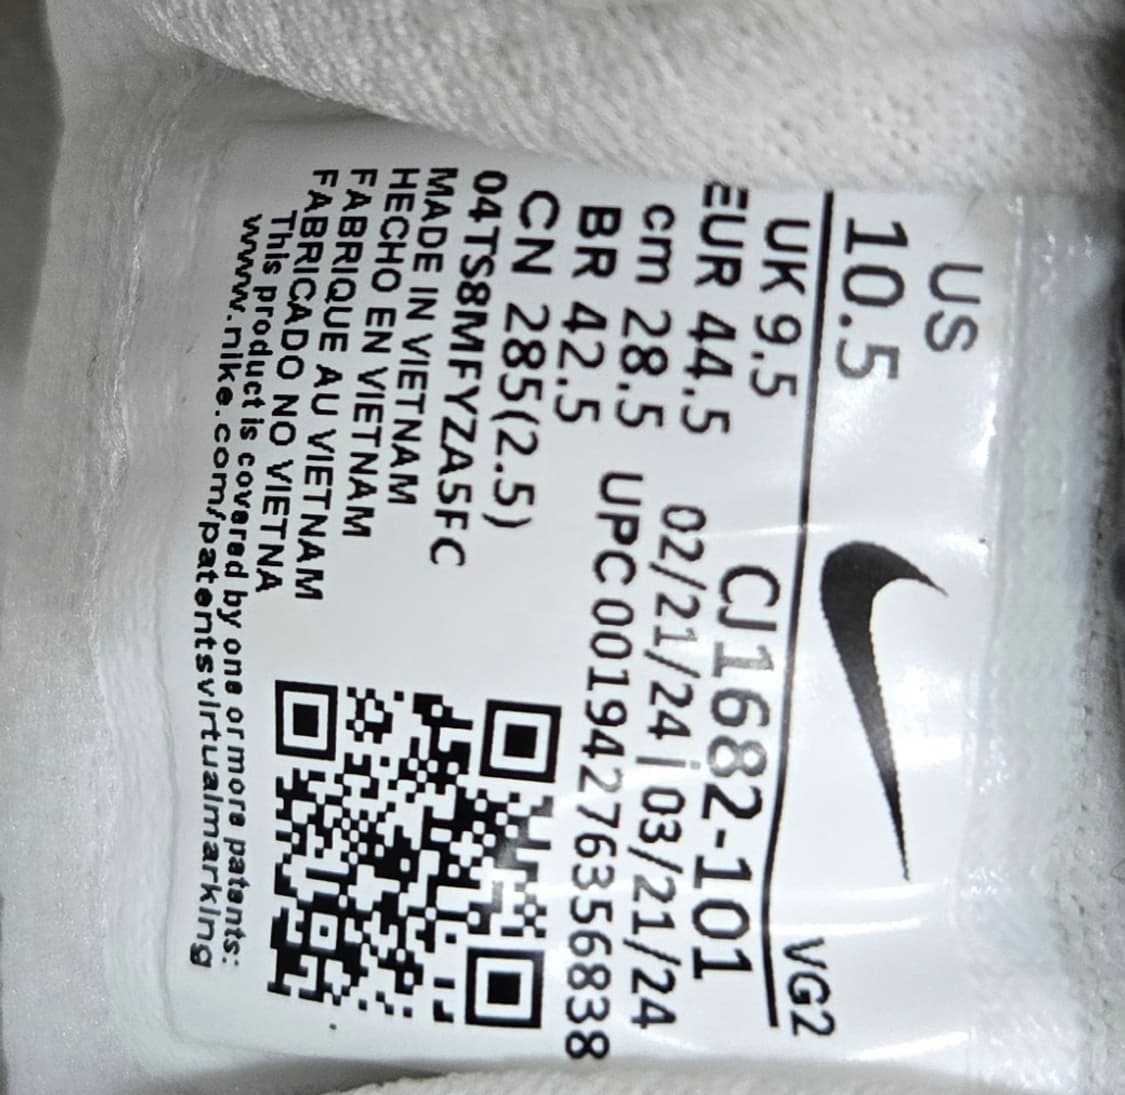 US
10.5
VG2
UK 9.5
EUR 44.5
cm 28.5
BR 42.5
CN 285(2.5)
CJ1682-101
02/21/24 | 03/21/24
UPC 00194276356838
04TS8MFYZA5FC
MADE IN VIETNAM
HECHO EN VIETNAM
FABRIQUE AU VIETNAM
FABRICADO NO VIETNA
This product is covered by one or more patents:
www.nike.com/patentsvirtualmarking